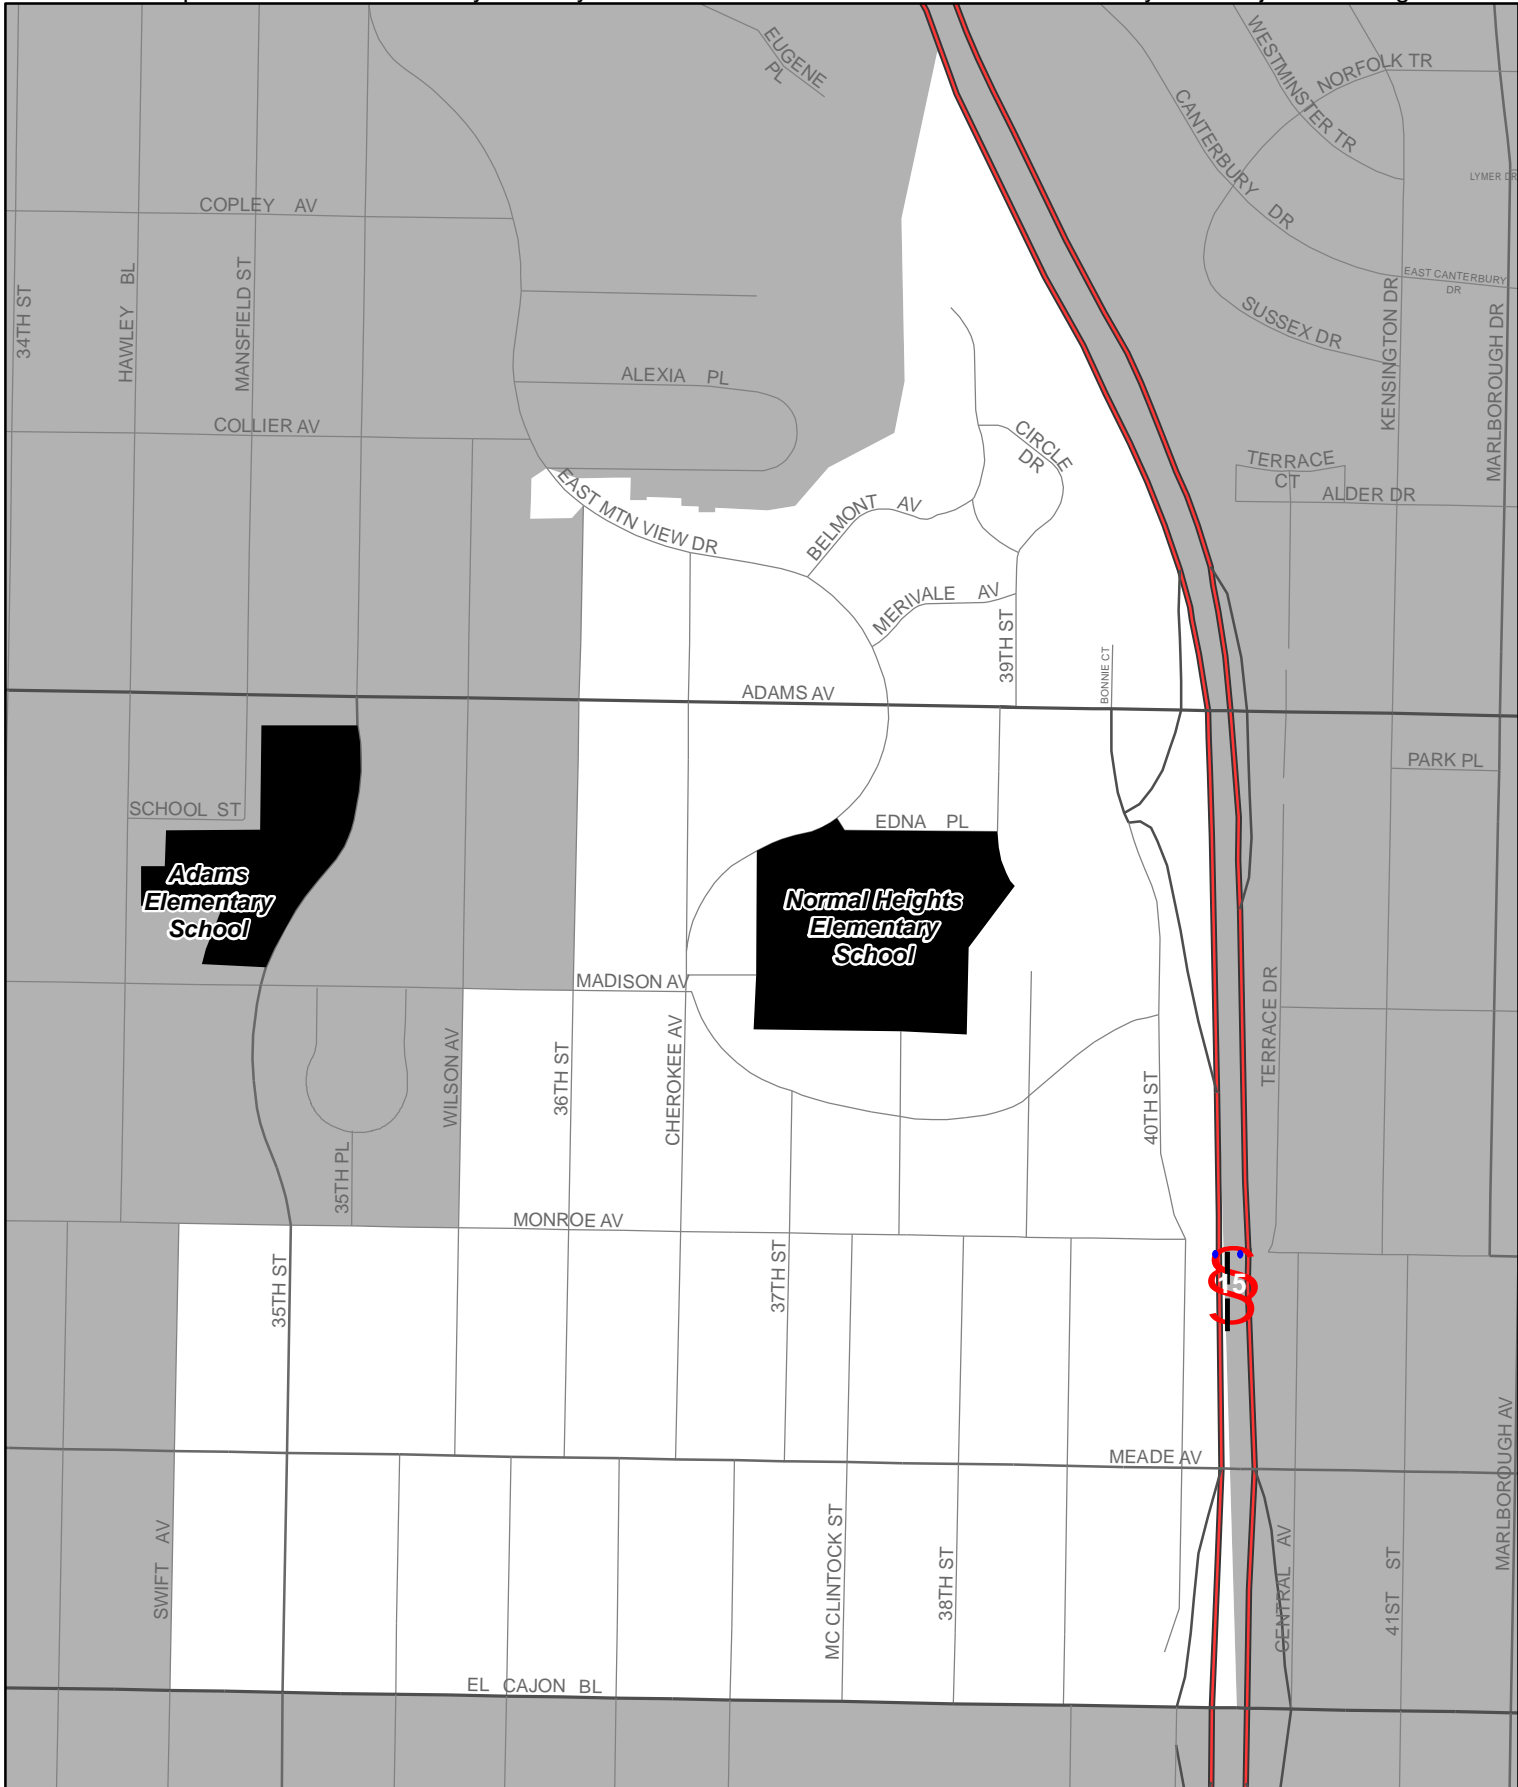 EUGENE
PL
WESTMINSTER TR
NORFOLK TR
CANTERBURY DR
LYMER DR
COPLEY AV
34TH ST
HAWLEY BL
MANSFIELD ST
EAST CANTERBURY
DR
KENSINGTON DR
SUSSEX DR
MARLBOROUGH DR
ALEXIA PL
COLLIER AV
CIRCLE
DR
TERRACE
CT
ALDER DR
EAST MTN VIEW DR
BELMONT AV
MERIVALE AV
39TH ST
BONNIE CT
ADAMS AV
PARK PL
SCHOOL ST
EDNA PL
Adams
Elementary
School
Normal Heights
Elementary
School
MADISON AV
TERRACE DR
WILSON AV
36TH ST
CHEROKEE AV
40TH ST
35TH PL
MONROE AV
35TH ST
37TH ST
15
MEADE AV
MARLBOROUGH AV
SWIFT AV
MC CLINTOCK ST
38TH ST
CENTRAL AV
41ST ST
EL CAJON BL